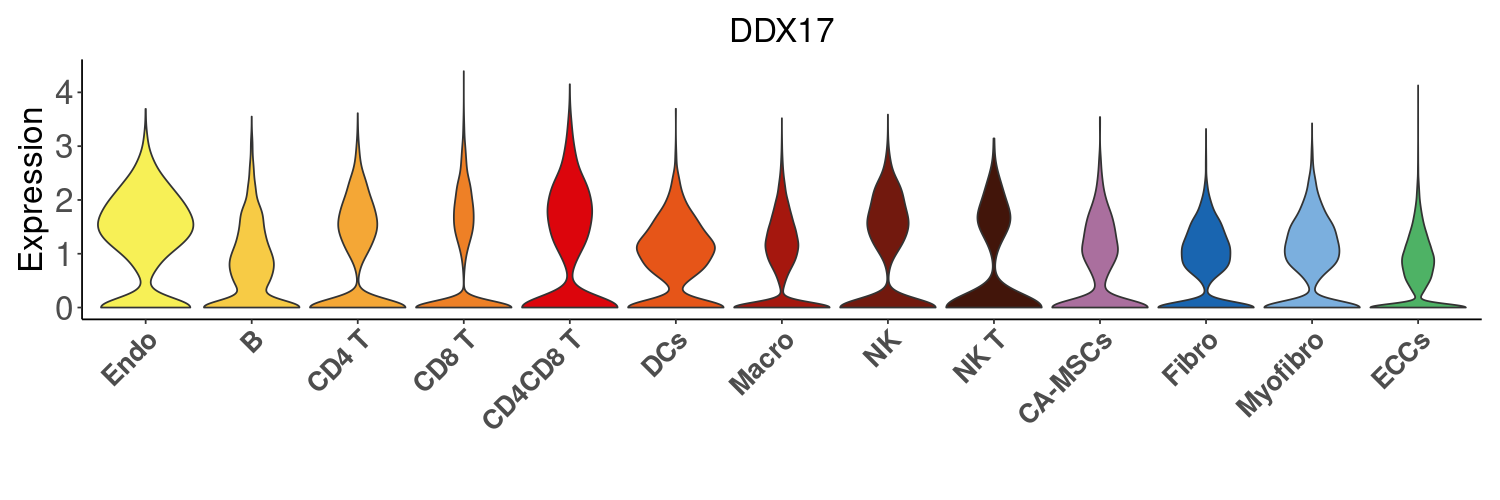 DDX17
Expression
4
3
2
1
0
Endo
B
CD4 T
CD8 T
CD4CD8 T
DCs
Macro
NK
NK T
CA-MSCs
Fibro
Myofibro
ECCs